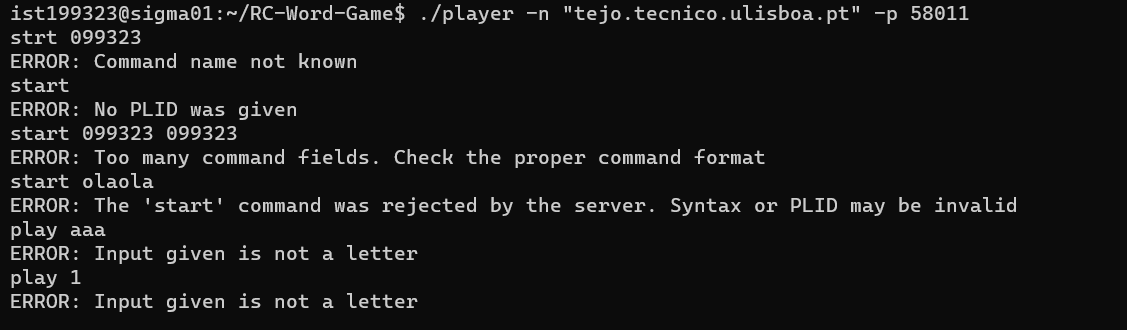 ist199323@sigma01:~/RC-Word-Game$ ./player -n "tejo.tecnico.ulisboa.pt" -p 58011
strt 099323
ERROR: Command name not known
start
ERROR: No PLID was given
start 099323 099323
ERROR: Too many command fields. Check the proper command format
start olaola
ERROR: The 'start' command was rejected by the server. Syntax or PLID may be invalid
play aaa
ERROR: Input given is not a letter
play 1
ERROR: Input given is not a letter